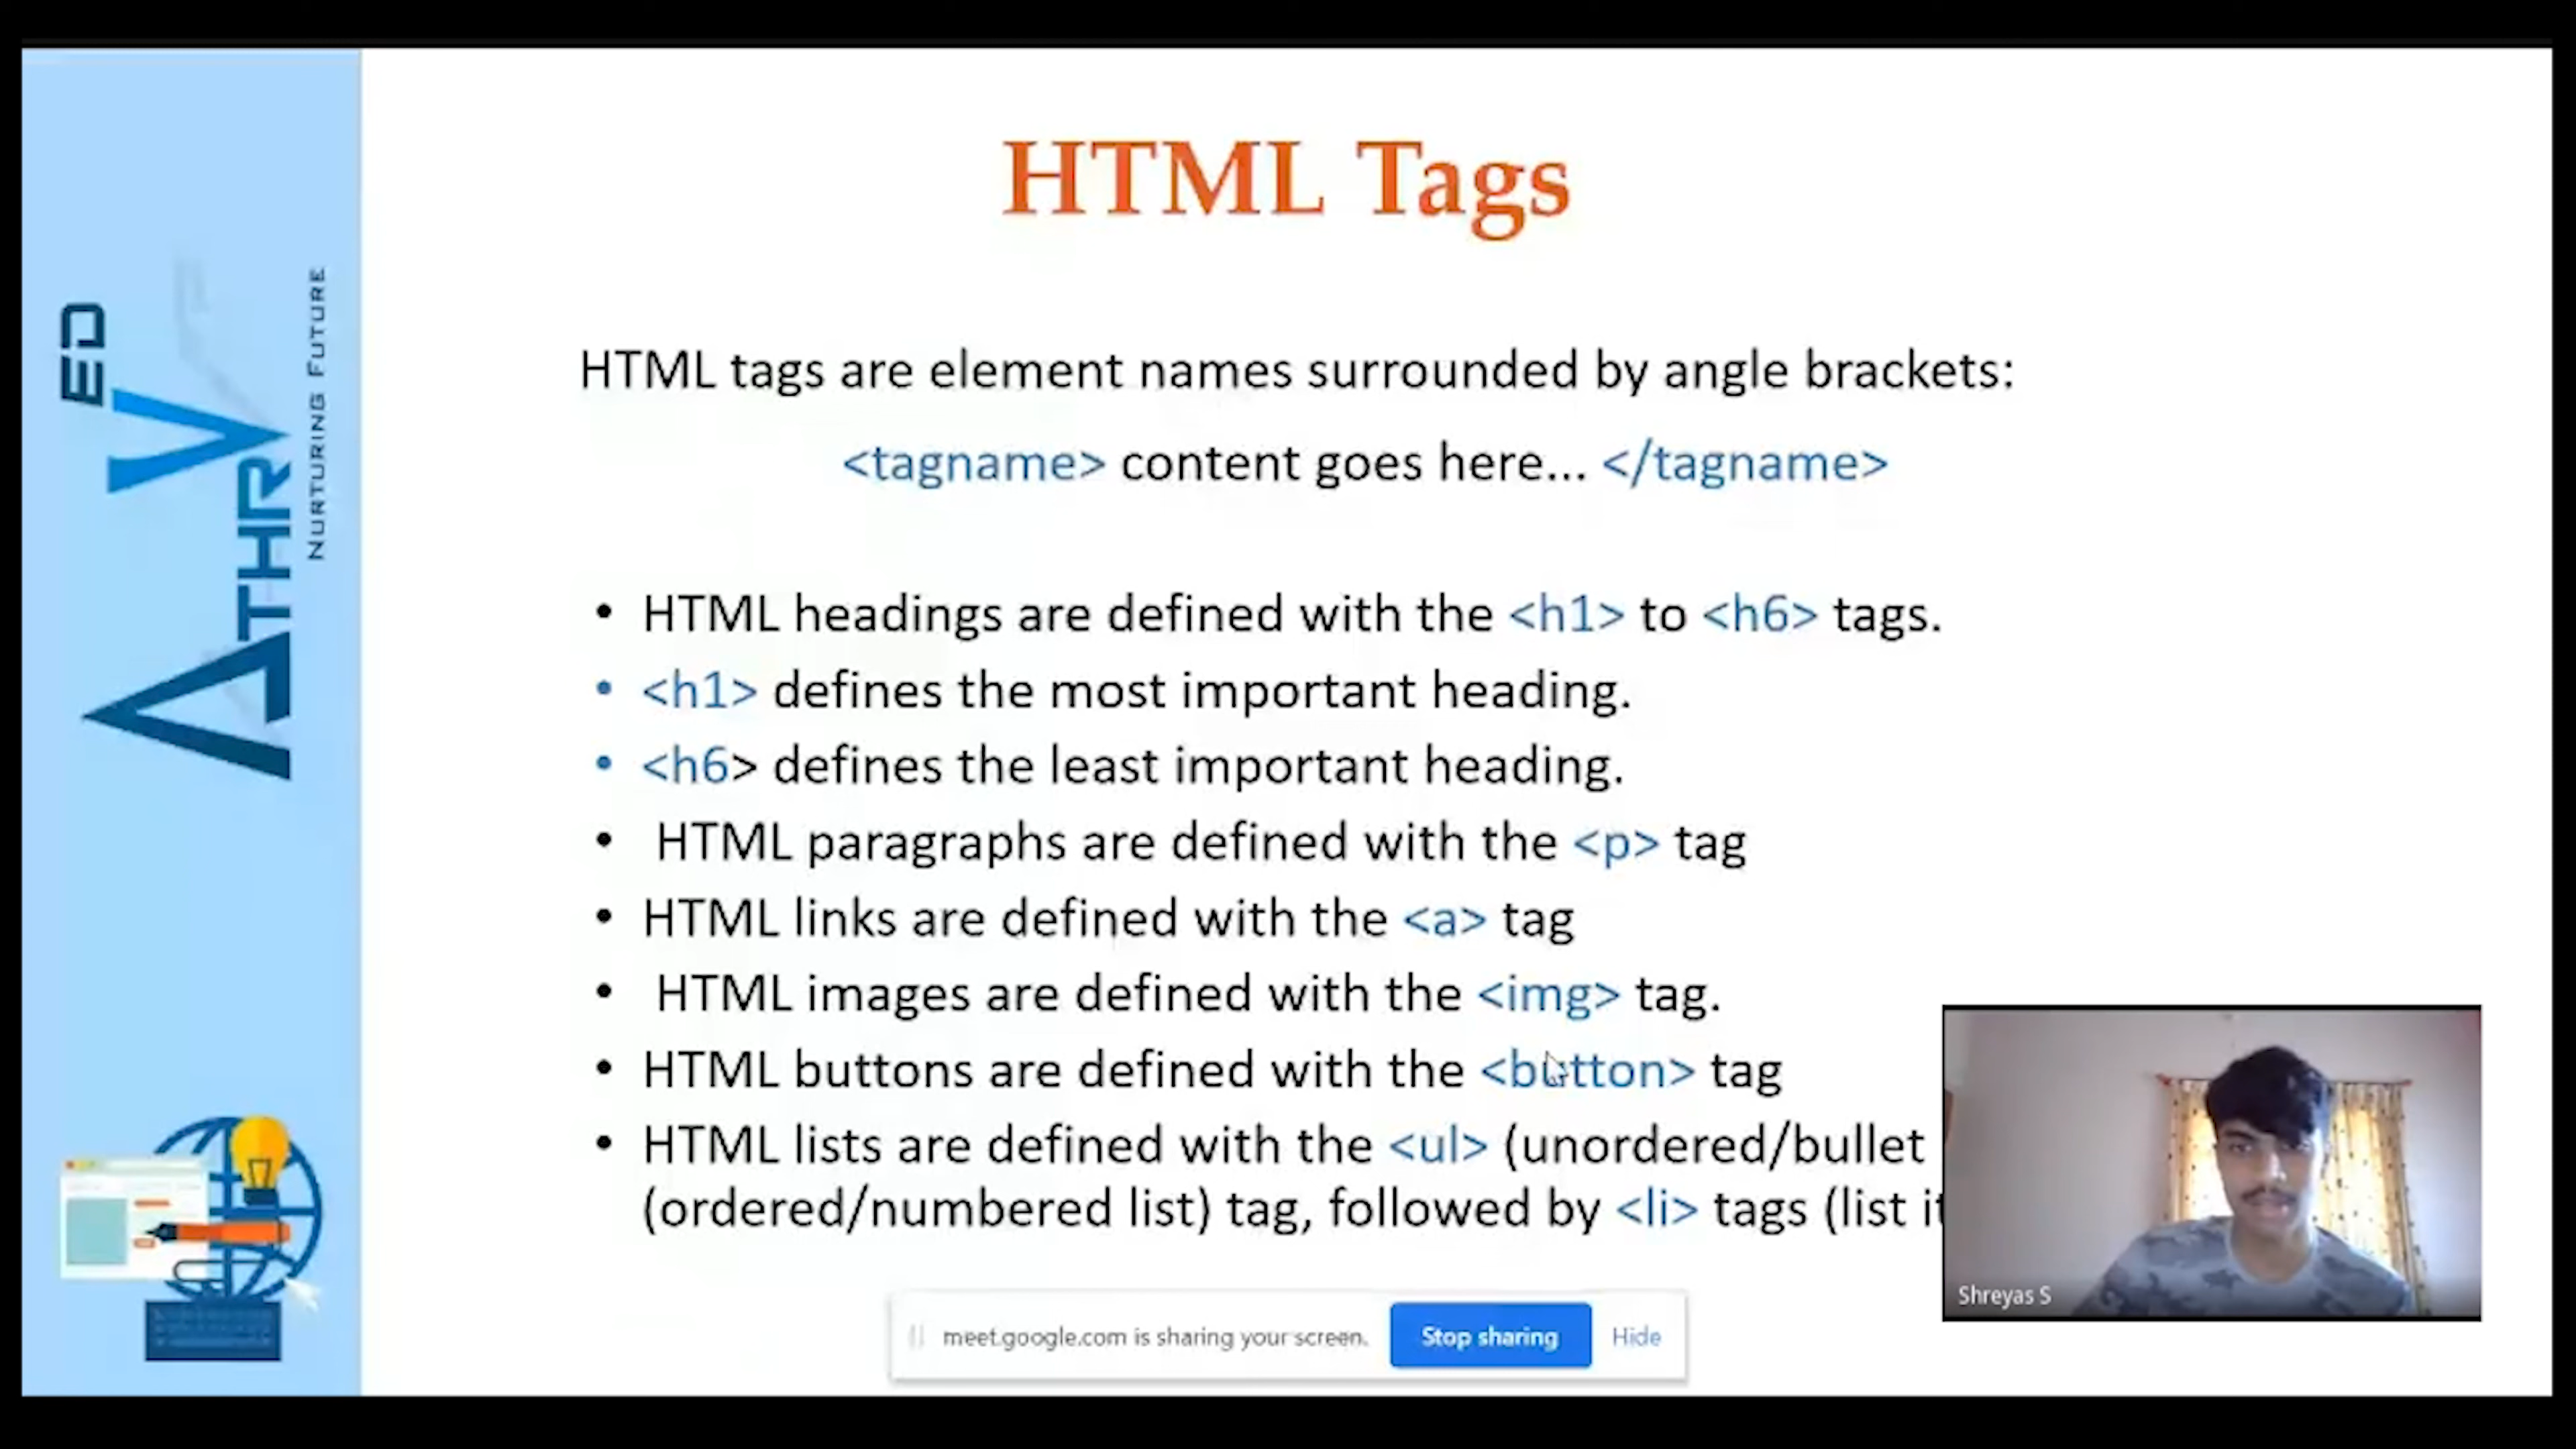 HTML Tags
ATHRVED
NURTURING FUTURE
HTML tags are element names surrounded by angle brackets:
<tagname> content goes here... </tagname>
• HTML headings are defined with the <h1> to <h6> tags.
• <h1> defines the most important heading.
• <h6> defines the least important heading.
• HTML paragraphs are defined with the <p> tag
• HTML links are defined with the <a> tag
• HTML images are defined with the <img> tag.
• HTML buttons are defined with the <button> tag
• HTML lists are defined with the <ul> (unordered/bullet
(ordered/numbered list) tag, followed by <li> tags (list it
Shreyas S
meet.google.com is sharing your screen. Stop sharing Hide